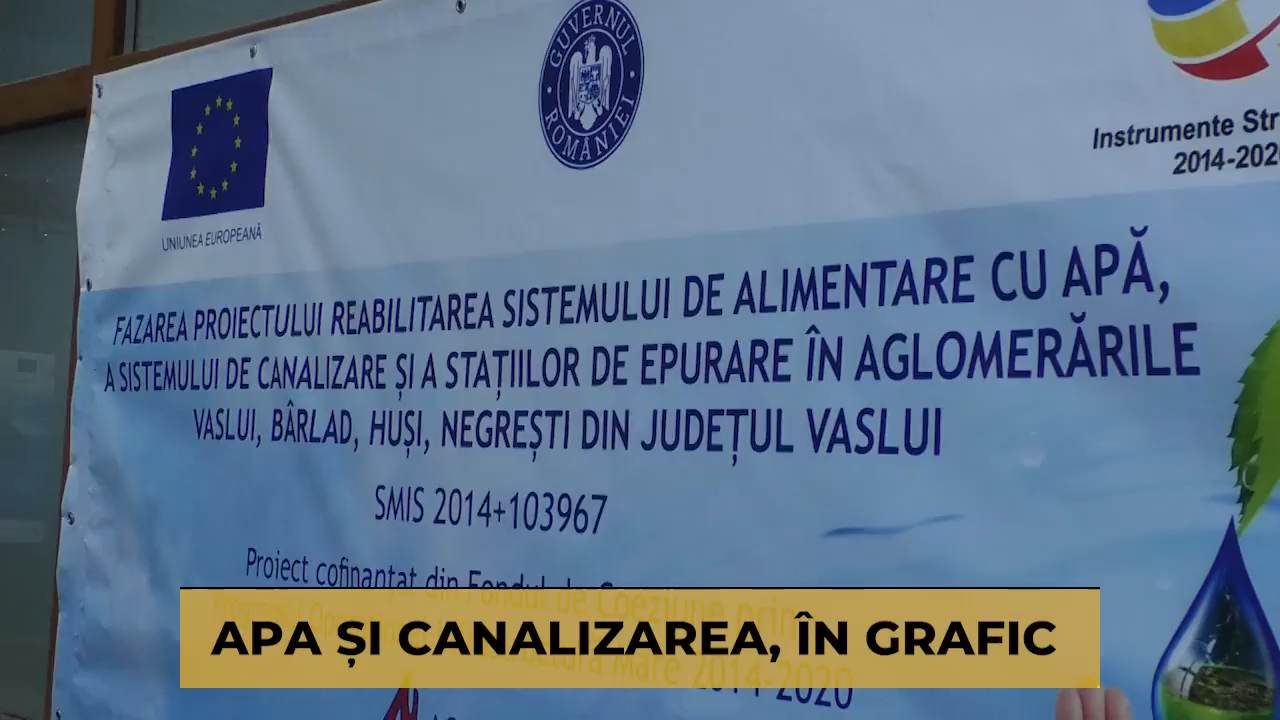 GUVERNUL ROMÂNIEI
UNIUNEA EUROPEANĂ
Instrumente
2014-202
FAZAREA PROIECTULUI REABILITAREA SISTEMULUI DE ALIMENTARE CU APĂ,
A SISTEMULUI DE CANALIZARE ȘI A STAȚIILOR DE EPURARE ÎN AGLOMERĂRILE
VASLUI, BÂRLAD, HUȘI, NEGREȘTI DIN JUDEȚUL VASLUI
SMIS 2014+103967
Proiect cofinanțat din Fondul de Coeziune prin
Mare 2014-2020
APA ȘI CANALIZAREA, ÎN GRAFIC